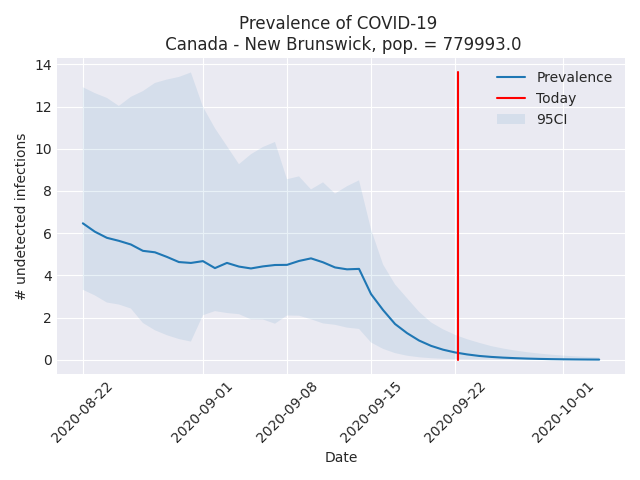 Prevalence of COVID-19
Canada - New Brunswick, pop. = 779993.0
14
12
10
8
6
4
2
0
# undetected infections
Prevalence
Today
95CI
2020-08-22
2020-09-01
2020-09-08
2020-09-15
2020-09-22
2020-10-01
Date